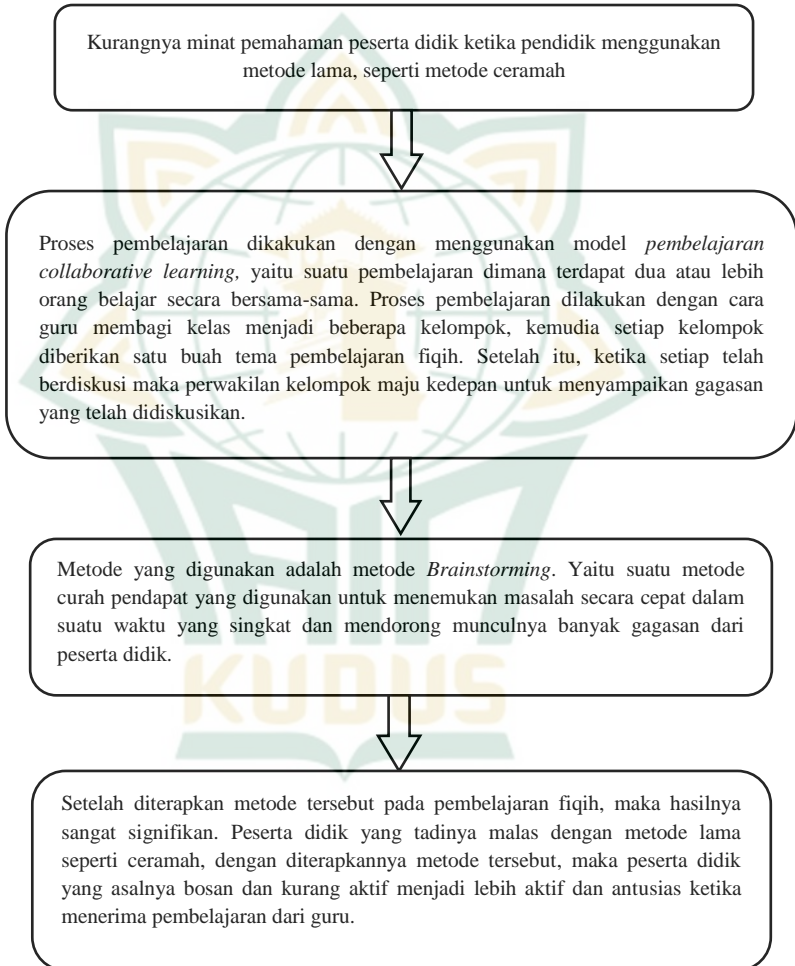 Kurangnya minat pemahaman peserta didik ketika pendidik menggunakan
metode lama, seperti metode ceramah
Proses pembelajaran dikakukan dengan menggunakan model pembelajaran
collaborative learning, yaitu suatu pembelajaran dimana terdapat dua atau lebih
orang belajar secara bersama-sama. Proses pembelajaran dilakukan dengan cara
guru membagi kelas menjadi beberapa kelompok, kemudia setiap kelompok
diberikan satu buah tema pembelajaran fiqih. Setelah itu, ketika setiap telah
berdiskusi maka perwakilan kelompok maju kedepan untuk menyampaikan gagasan
yang telah didiskusikan.
IAIN
Metode yang digunakan adalah metode Brainstorming. Yaitu suatu metode
curah pendapat yang digunakan untuk menemukan masalah secara cepat dalam
suatu waktu yang singkat dan mendorong munculnya banyak gagasan dari
peserta didik.
KUDUS
Setelah diterapkan metode tersebut pada pembelajaran fiqih, maka hasilnya
sangat signifikan. Peserta didik yang tadinya malas dengan metode lama
seperti ceramah, dengan diterapkannya metode tersebut, maka peserta didik
yang asalnya bosan dan kurang aktif menjadi lebih aktif dan antusias ketika
menerima pembelajaran dari guru.